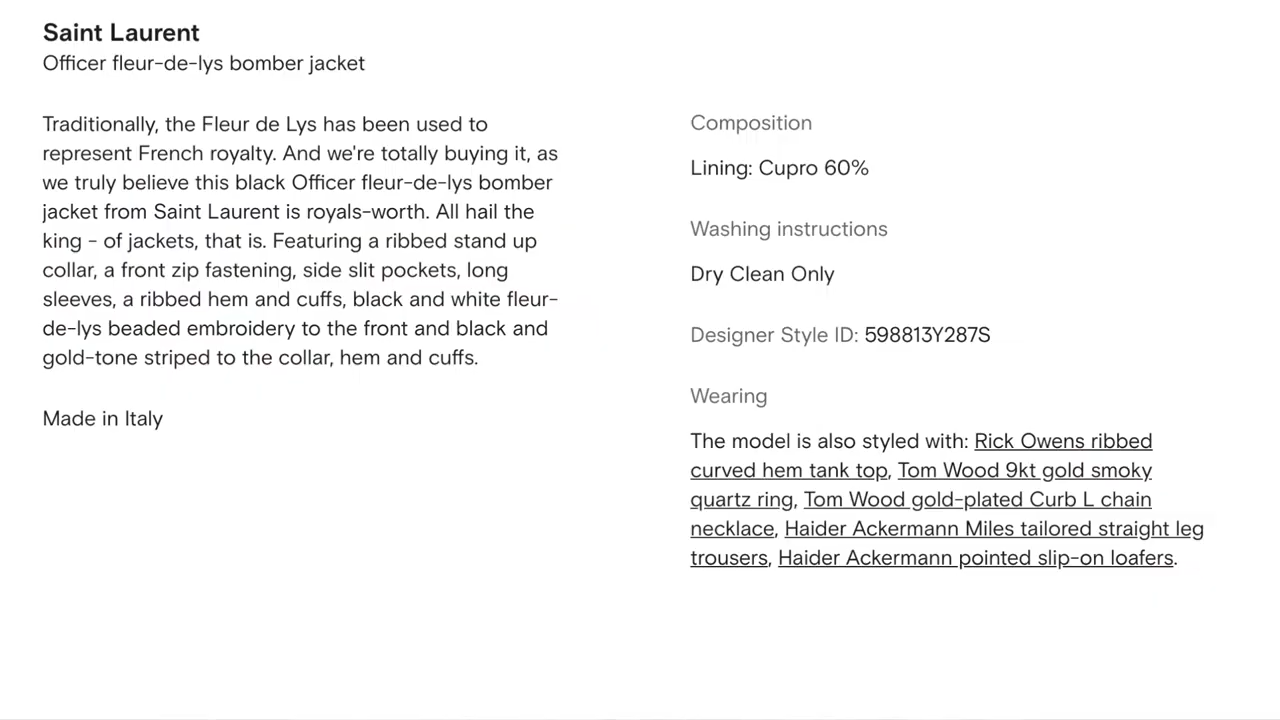 Saint Laurent
Officer fleur-de-lys bomber jacket
Traditionally, the Fleur de Lys has been used to
represent French royalty. And we're totally buying it, as
we truly believe this black Officer fleur-de-lys bomber
jacket from Saint Laurent is royals-worth. All hail the
king - of jackets, that is. Featuring a ribbed stand up
collar, a front zip fastening, side slit pockets, long
sleeves, a ribbed hem and cuffs, black and white fleur-
de-lys beaded embroidery to the front and black and
gold-tone striped to the collar, hem and cuffs.
Made in Italy
Composition
Lining: Cupro 60%
Washing instructions
Dry Clean Only
Designer Style ID: 598813Y287S
Wearing
The model is also styled with: Rick Owens ribbed
curved hem tank top, Tom Wood 9kt gold smoky
quartz ring, Tom Wood gold-plated Curb L chain
necklace, Haider Ackermann Miles tailored straight leg
trousers, Haider Ackermann pointed slip-on loafers.